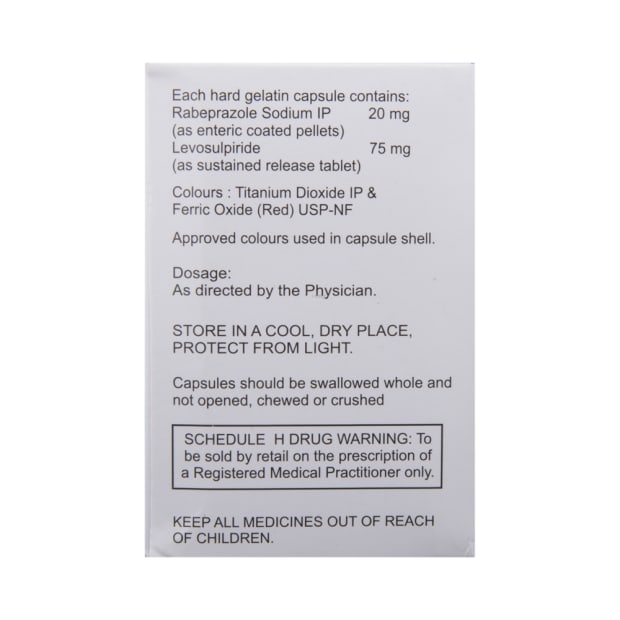 Each hard gelatin capsule contains:
Rabeprazole Sodium IP 20 mg
(as enteric coated pellets)
Levosulpiride 75 mg
(as sustained release tablet)
Colours : Titanium Dioxide IP &
Ferric Oxide (Red) USP-NF
Approved colours used in capsule shell.
Dosage:
As directed by the Physician.
STORE IN A COOL, DRY PLACE,
PROTECT FROM LIGHT.
Capsules should be swallowed whole and
not opened, chewed or crushed
SCHEDULE H DRUG WARNING: To
be sold by retail on the prescription of
a Registered Medical Practitioner only.
KEEP ALL MEDICINES OUT OF REACH
OF CHILDREN.